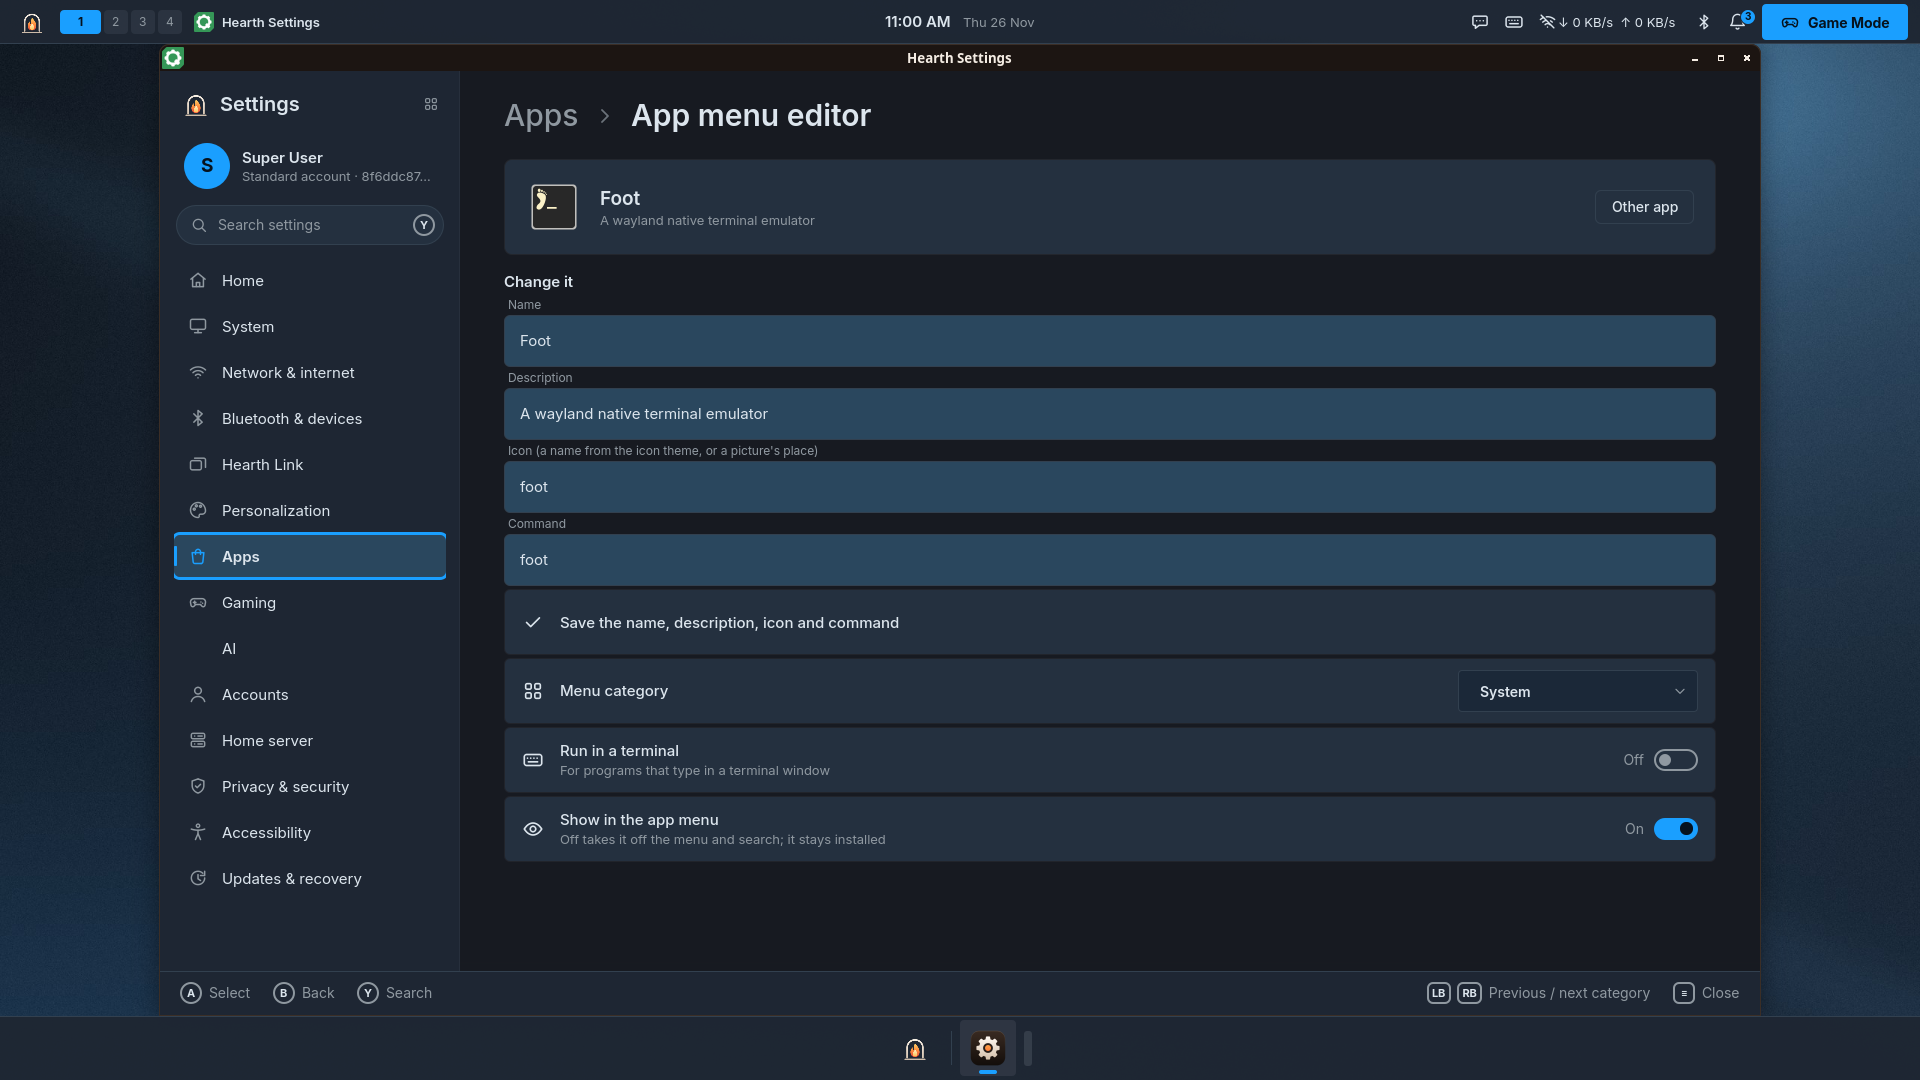 1 2 3 4 Hearth Settings
11:00 AM Thu 26 Nov
↓ 0 KB/s ↑ 0 KB/s
3
Game Mode
Hearth Settings
Settings
S
Super User
Standard account · 8f6ddc87...
Search settings Y
Home
System
Network & internet
Bluetooth & devices
Hearth Link
Personalization
Apps
Gaming
AI
Accounts
Home server
Privacy & security
Accessibility
Updates & recovery
Apps > App menu editor
Foot
A wayland native terminal emulator
Other app
Change it
Name
Foot
Description
A wayland native terminal emulator
Icon (a name from the icon theme, or a picture's place)
foot
Command
foot
Save the name, description, icon and command
Menu category
System
Run in a terminal
For programs that type in a terminal window
Off
Show in the app menu
Off takes it off the menu and search; it stays installed
On
A Select B Back Y Search
LB RB Previous / next category ≡ Close